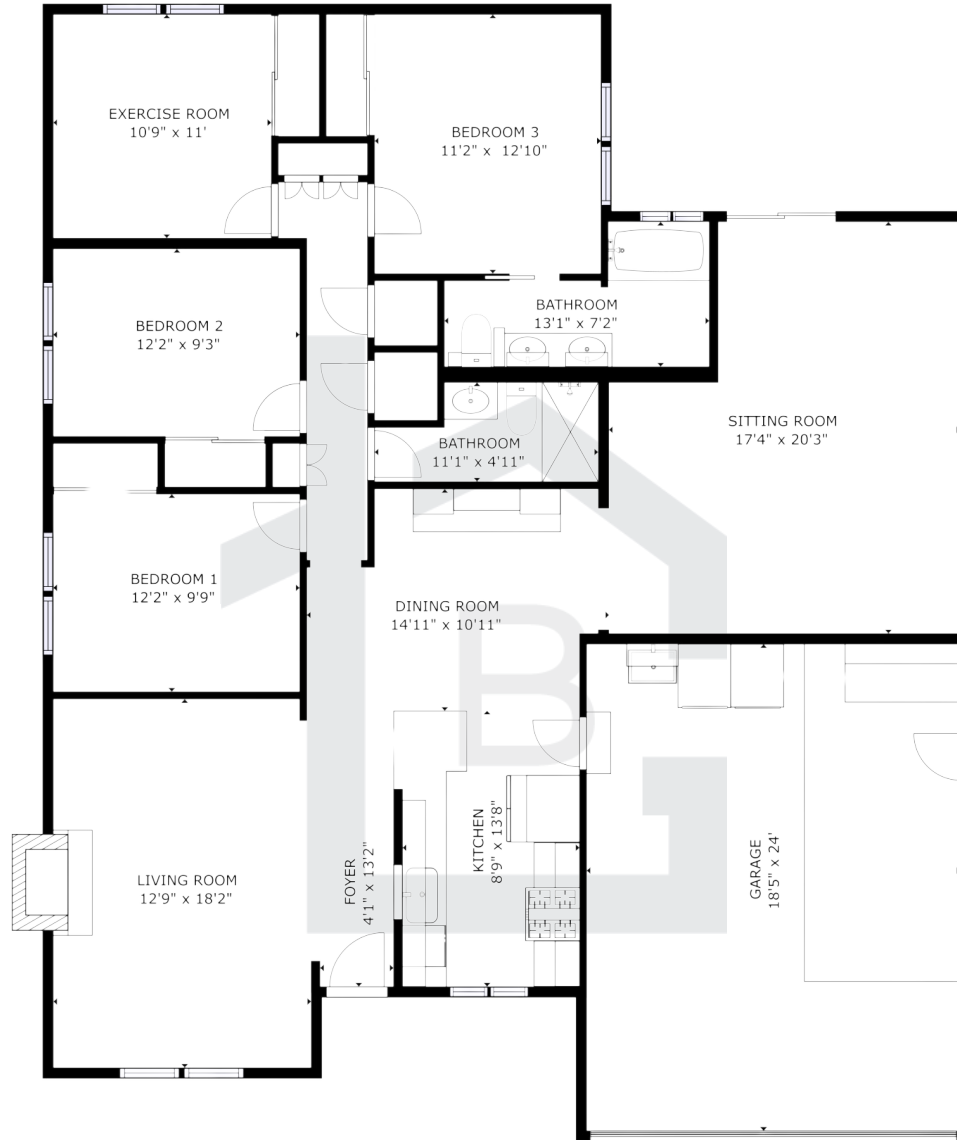 EXERCISE ROOM
10'9" x 11'
BEDROOM 3
11'2" x 12'10"
BEDROOM 2
12'2" x 9'3"
BATHROOM
13'1" x 7'2"
SITTING ROOM
17'4" x 20'3"
BATHROOM
11'1" x 4'11"
BEDROOM 1
12'2" x 9'9"
DINING ROOM
14'11" x 10'11"
B
KITCHEN
8'9" x 13'8"
LIVING ROOM
12'9" x 18'2"
FOYER
4'1" x 13'2"
GARAGE
18'5" x 24'